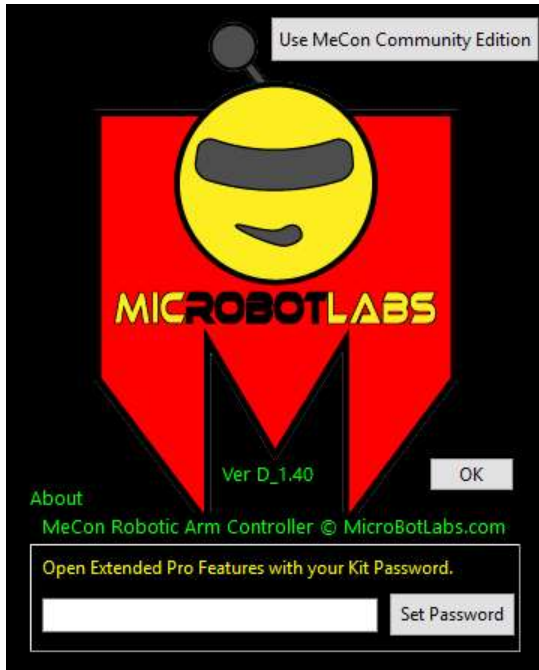 Use MeCon Community Edition
MICROBOTLABS
Ver D_1.40
OK
About
MeCon Robotic Arm Controller © MicroBotLabs.com
Open Extended Pro Features with your Kit Password.
Set Password